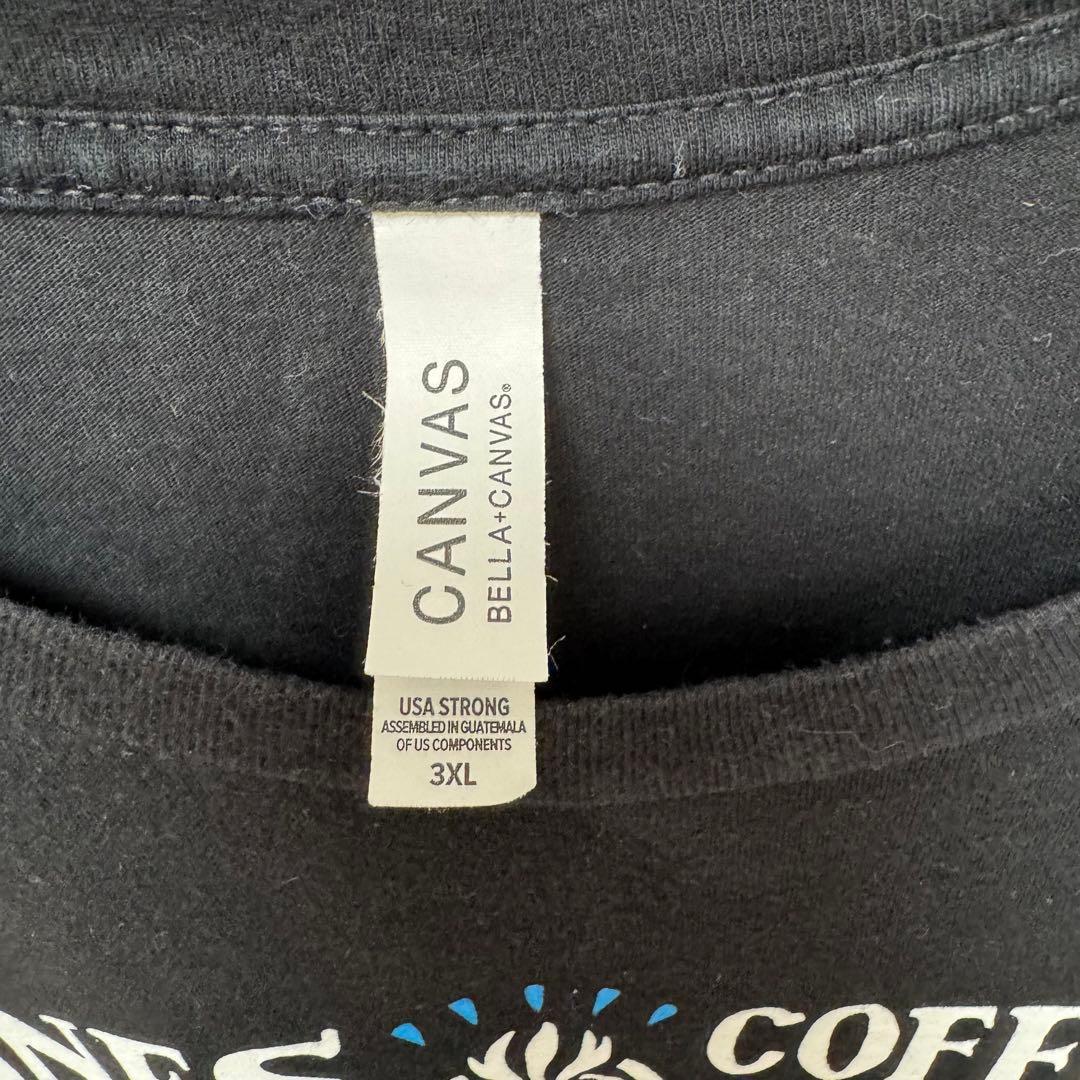 CANVAS
BELLA+CANVAS®
USA STRONG
ASSEMBLED IN GUATEMALA
OF US COMPONENTS
3XL